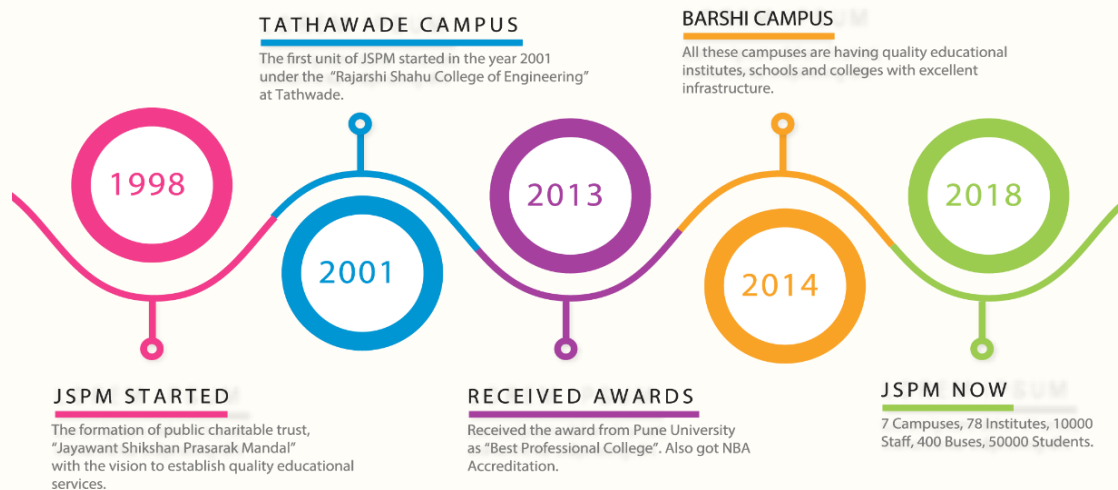 1998
JSPM STARTED
The formation of public charitable trust,
“Jayawant Shikshan Prasarak Mandal”
with the vision to establish quality educational
services.
TATHAWADE CAMPUS
The first unit of JSPM started in the year 2001
under the “Rajarshi Shahu College of Engineering”
at Tathwade.
2001
2013
RECEIVED AWARDS
Received the award from Pune University
as “Best Professional College”. Also got NBA
Accreditation.
BARSHI CAMPUS
All these campuses are having quality educational
institutes, schools and colleges with excellent
infrastructure.
2014
2018
JSPM NOW
7 Campuses, 78 Institutes, 10000
Staff, 400 Buses, 50000 Students.